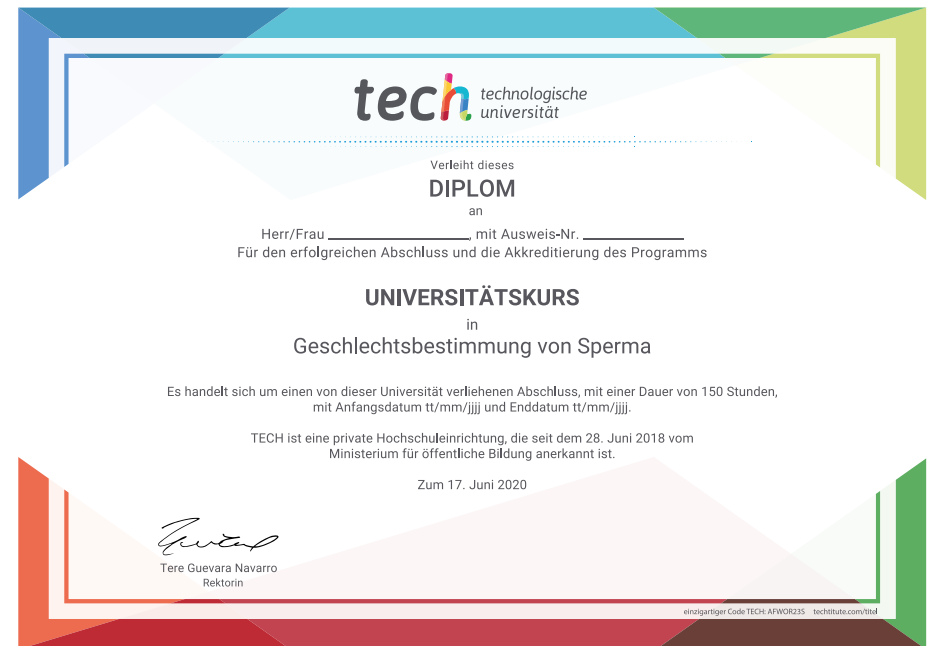 tech technologische
universität
Verleiht dieses
DIPLOM
an
Herr/Frau ____________________, mit Ausweis-Nr. ______________
Für den erfolgreichen Abschluss und die Akkreditierung des Programms
UNIVERSITÄTSKURS
in
Geschlechtsbestimmung von Sperma
Es handelt sich um einen von dieser Universität verliehenen Abschluss, mit einer Dauer von 150 Stunden,
mit Anfangsdatum tt/mm/jjjj und Enddatum tt/mm/jjjj.
TECH ist eine private Hochschuleinrichtung, die seit dem 28. Juni 2018 vom
Ministerium für öffentliche Bildung anerkannt ist.
Zum 17. Juni 2020
Tere Guevara Navarro
Rektorin
einzigartiger Code TECH: AFWOR23S techtitute.com/titel